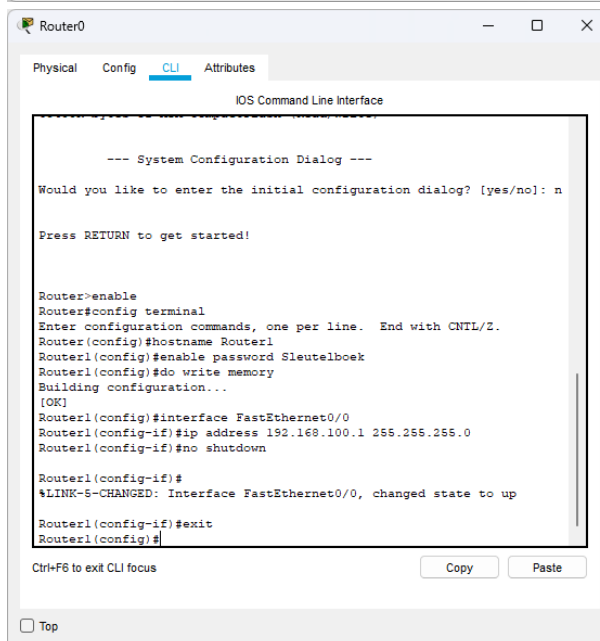 Router0
Physical Config CLI Attributes
IOS Command Line Interface
--- System Configuration Dialog ---
Would you like to enter the initial configuration dialog? [yes/no]: n
Press RETURN to get started!
Router>enable
Router#config terminal
Enter configuration commands, one per line.  End with CNTL/Z.
Router(config)#hostname Router1
Router1(config)#enable password Sleutelboek
Router1(config)#do write memory
Building configuration...
[OK]
Router1(config)#interface FastEthernet0/0
Router1(config-if)#ip address 192.168.100.1 255.255.255.0
Router1(config-if)#no shutdown
Router1(config-if)#
%LINK-5-CHANGED: Interface FastEthernet0/0, changed state to up
Router1(config-if)#exit
Router1(config)#
Ctrl+F6 to exit CLI focus
Copy Paste
Top